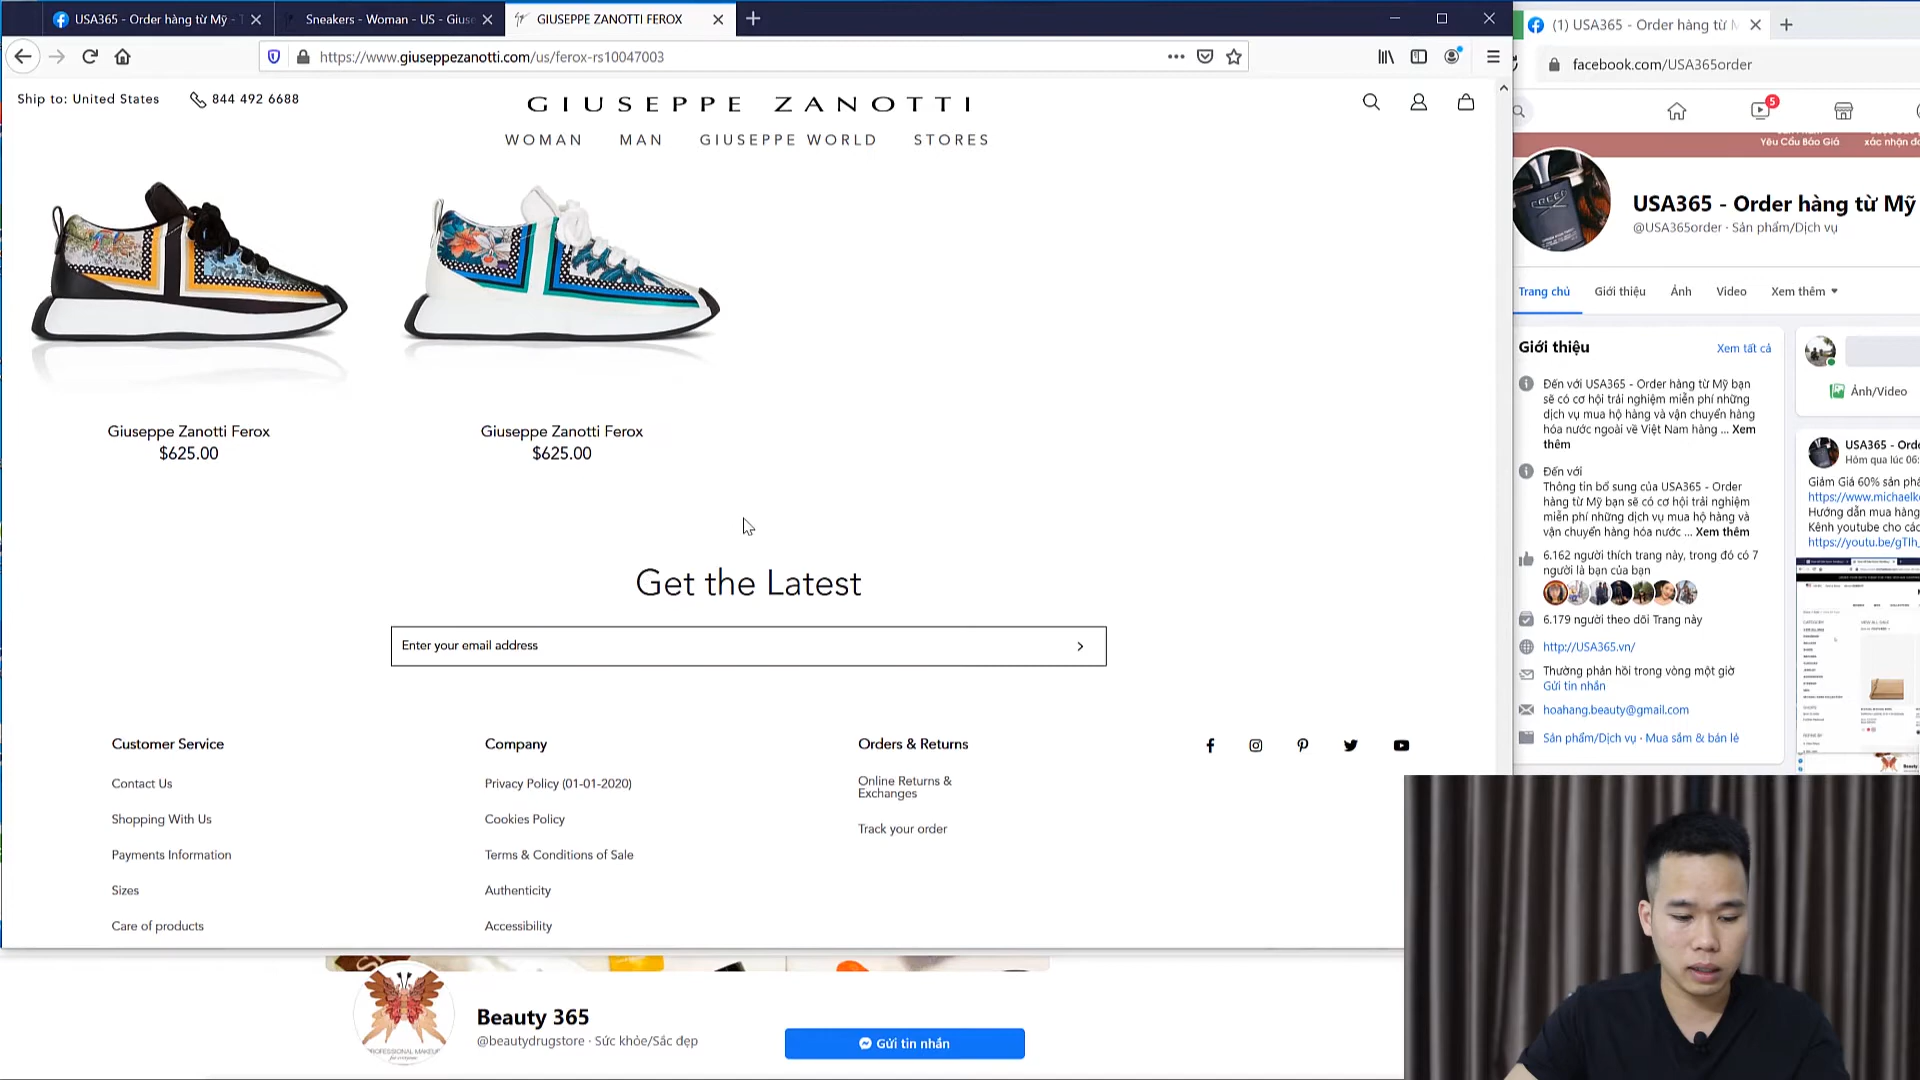 USA365 - Order hàng từ Mỹ -
Sneakers - Woman - US - Gius
GIUSEPPE ZANOTTI FEROX
https://www.giuseppezanotti.com/us/ferox-rs10047003
Ship to: United States
844 492 6688
GIUSEPPE ZANOTTI
WOMAN
MAN
GIUSEPPE WORLD
STORES
Giuseppe Zanotti Ferox
$625.00
Giuseppe Zanotti Ferox
$625.00
Get the Latest
Enter your email address
Customer Service
Contact Us
Shopping With Us
Payments Information
Sizes
Care of products
Company
Privacy Policy (01-01-2020)
Cookies Policy
Terms & Conditions of Sale
Authenticity
Accessibility
Orders & Returns
Online Returns &
Exchanges
Track your order
Beauty 365
@beautydrugstore · Sức khỏe/Sắc đẹp
PROFESSIONAL MAKEUP
Gửi tin nhắn
(1) USA365 - Order hàng từ
facebook.com/USA365order
5
Yêu Cầu Báo Giá
xác nhận
CREED
USA365 - Order hàng từ Mỹ
@USA365order · Sản phẩm/Dịch vụ
Trang chủ
Giới thiệu
Ảnh
Video
Xem thêm
Giới thiệu
Xem tất cả
Đến với USA365 - Order hàng từ Mỹ bạn
sẽ có cơ hội trải nghiệm miễn phí những
dịch vụ mua hộ hàng và vận chuyển hàng
hóa nước ngoài về Việt Nam hàng ... Xem
thêm
Đến với
Thông tin bổ sung của USA365 - Order
hàng từ Mỹ bạn sẽ có cơ hội trải nghiệm
miễn phí những dịch vụ mua hộ hàng và
vận chuyển hàng hóa nước ... Xem thêm
6.162 người thích trang này, trong đó có 7
người là bạn của bạn
6.179 người theo dõi Trang này
http://USA365.vn/
Thường phản hồi trong vòng một giờ
Gửi tin nhắn
hoahang.beauty@gmail.com
Sản phẩm/Dịch vụ · Mua sắm & bán lẻ
Ảnh/Video
USA365 - Ord
Hôm qua lúc 06:
Giảm Giá 60% sản ph
https://www.michaelk
Hướng dẫn mua hàng
Kênh youtube cho các
https://youtu.be/gTIh_